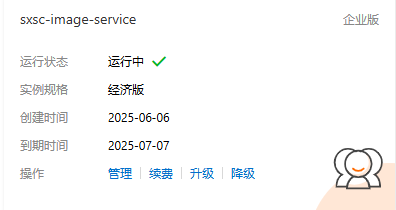 sxsc-image-service 企业版
运行状态 运行中
实例规格 经济版
创建时间 2025-06-06
到期时间 2025-07-07
操作 管理 续费 升级 降级